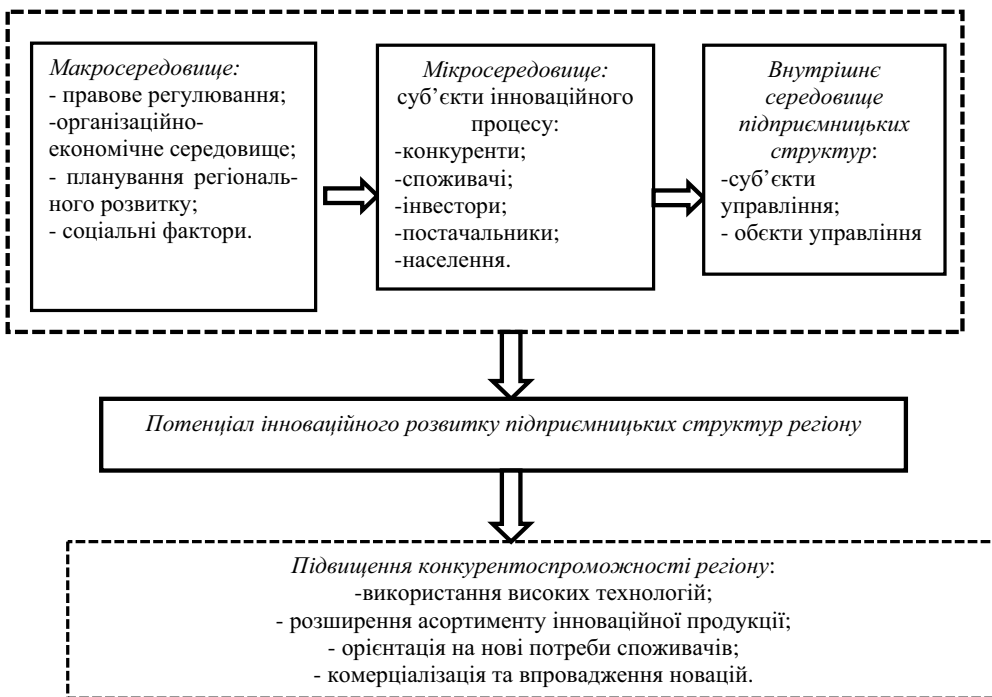 Макросередовище:
- правове регулювання;
-організаційно-
економічне середовище;
- планування регіональ-
ного розвитку;
- соціальні фактори.
Мікросередовище:
суб’єкти інноваційного
процесу:
-конкуренти;
-споживачі;
-інвестори;
-постачальники;
-населення.
Внутрішнє
середовище
підприємницьких
структур:
-суб’єкти
управління;
- обєкти управління
Потенціал інноваційного розвитку підприємницьких структур регіону
Підвищення конкурентоспроможності регіону:
-використання високих технологій;
- розширення асортименту інноваційної продукції;
- орієнтація на нові потреби споживачів;
- комерціалізація та впровадження новацій.